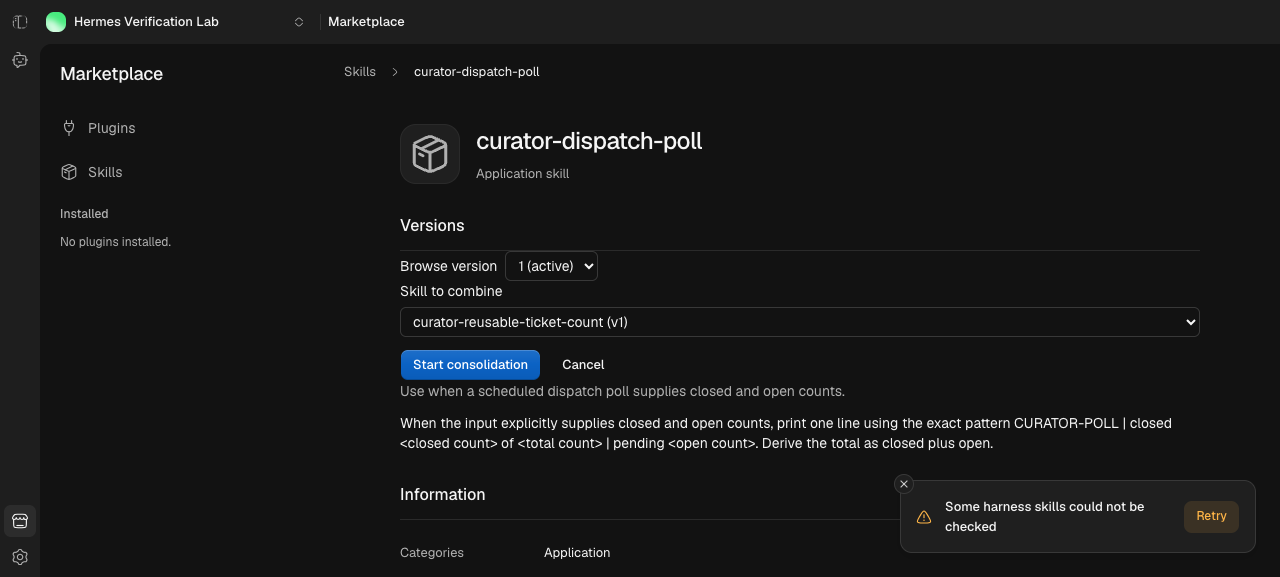 Hermes Verification Lab
Marketplace
Marketplace
Plugins
Skills
Installed
No plugins installed.
Skills
curator-dispatch-poll
curator-dispatch-poll
Application skill
Versions
Browse version
1 (active)
Skill to combine
curator-reusable-ticket-count (v1)
Start consolidation
Cancel
Use when a scheduled dispatch poll supplies closed and open counts.
When the input explicitly supplies closed and open counts, print one line using the exact pattern CURATOR-POLL | closed
<closed count> of <total count> | pending <open count>. Derive the total as closed plus open.
Information
Categories
Application
Some harness skills could not be
checked
Retry